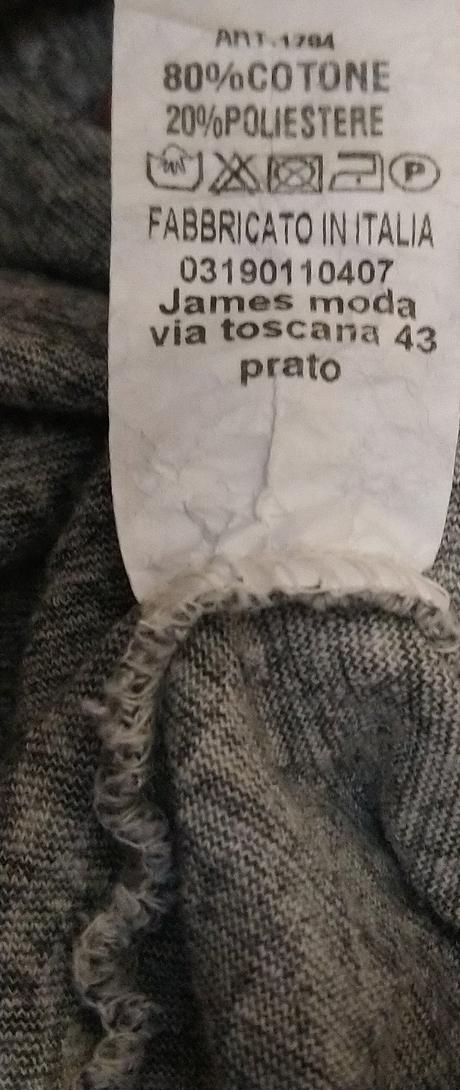 ART.1794
80%COTONE
20%POLIESTERE
P
FABBRICATO IN ITALIA
03190110407
James moda
via toscana 43
prato